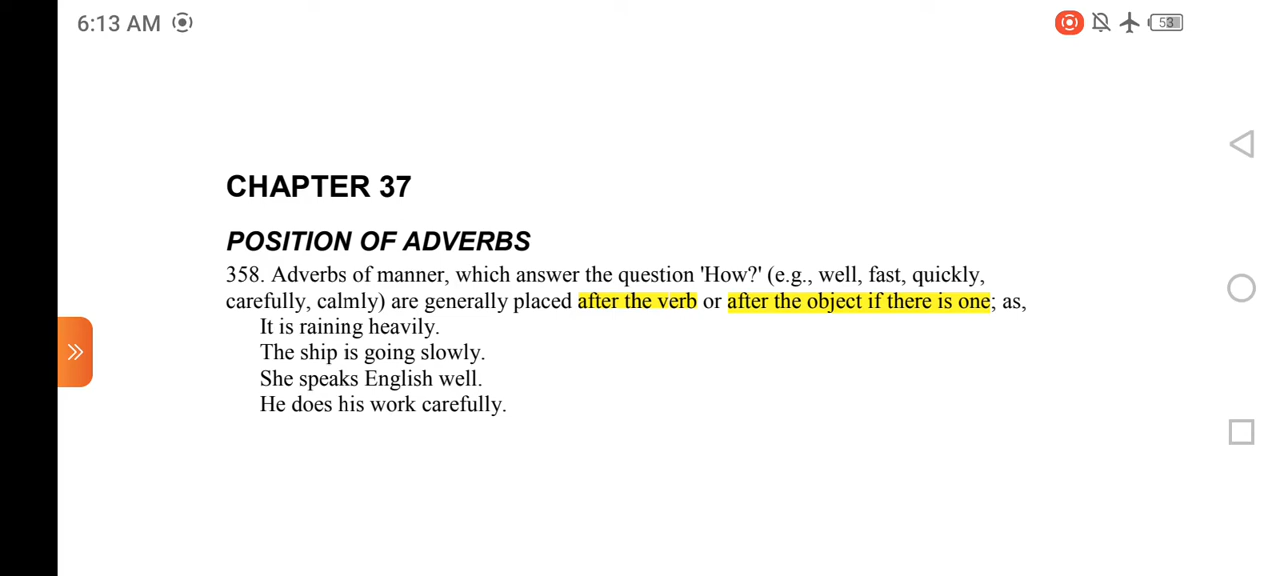 6:13 AM
53
CHAPTER 37
POSITION OF ADVERBS
358. Adverbs of manner, which answer the question 'How?' (e.g., well, fast, quickly,
carefully, calmly) are generally placed after the verb or after the object if there is one; as,
It is raining heavily.
The ship is going slowly.
She speaks English well.
He does his work carefully.